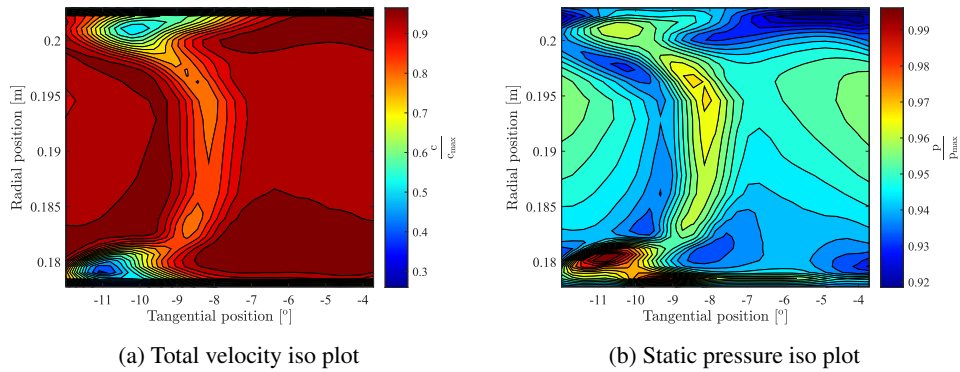 0.2
0.195
0.19
0.185
0.18
Radial position [m]
-11 -10 -9 -8 -7 -6 -5 -4
Tangential position [°]
0.9
0.8
0.7
0.6
0.5
0.4
0.3
c
cmax
(a) Total velocity iso plot
0.2
0.195
0.19
0.185
0.18
Radial position [m]
-11 -10 -9 -8 -7 -6 -5 -4
Tangential position [°]
0.99
0.98
0.97
0.96
0.95
0.94
0.93
0.92
p
pmax
(b) Static pressure iso plot